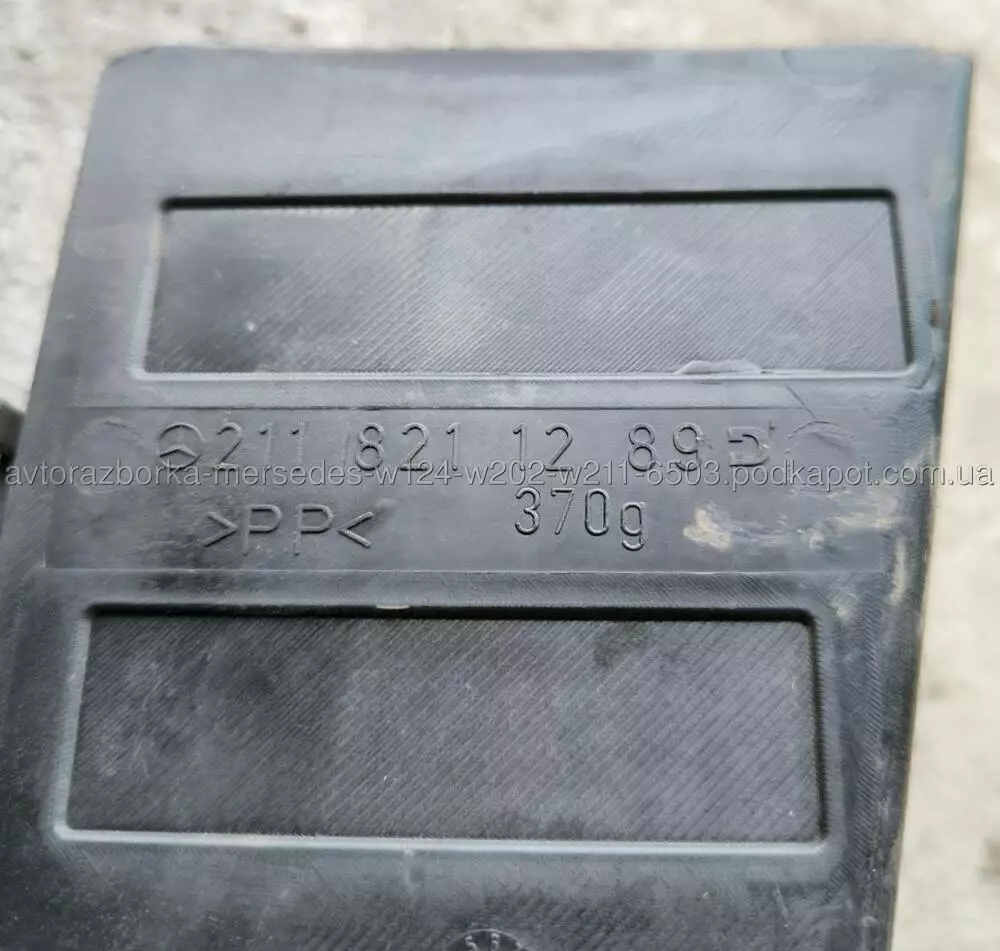 211 821 12 89
avtorazborka-mersedes-w124-w202-w211-6503.podkapot.com.ua
>PP< 370g